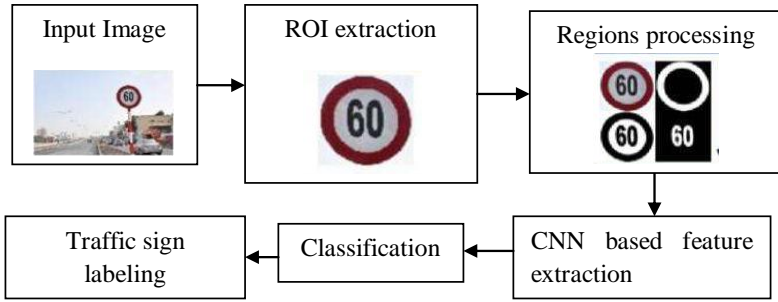 Input Image
60
ROI extraction
60
Regions processing
60
60
60
CNN based feature
extraction
Classification
Traffic sign
labeling